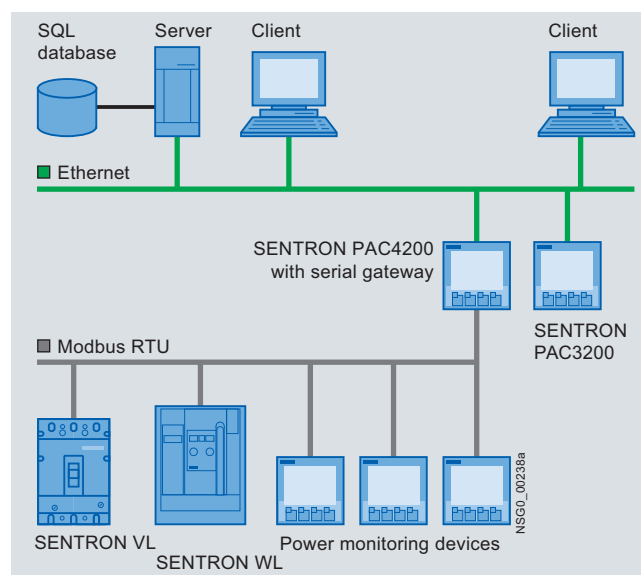 SQL
database
Server
Client
Client
Ethernet
SENTRON PAC4200
with serial gateway
SENTRON
PAC3200
Modbus RTU
SENTRON VL
SENTRON WL
Power monitoring devices
NSG0_00238a